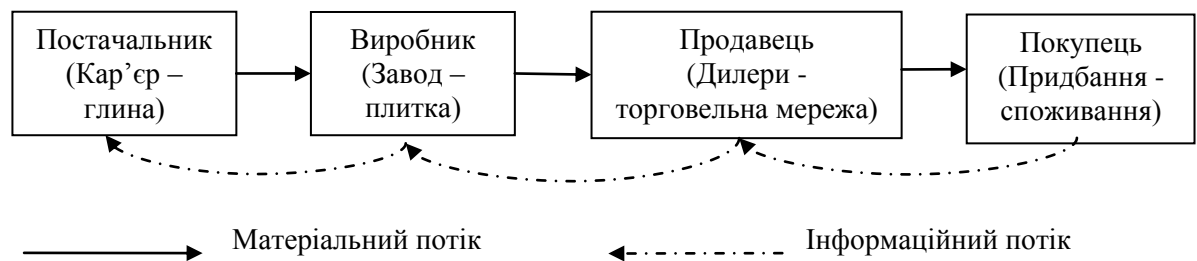 Постачальник
(Кар’єр –
глина)
Виробник
(Завод –
плитка)
Продавець
(Дилери -
торговельна мережа)
Покупець
(Придбання -
споживання)
Матеріальний потік
Інформаційний потік